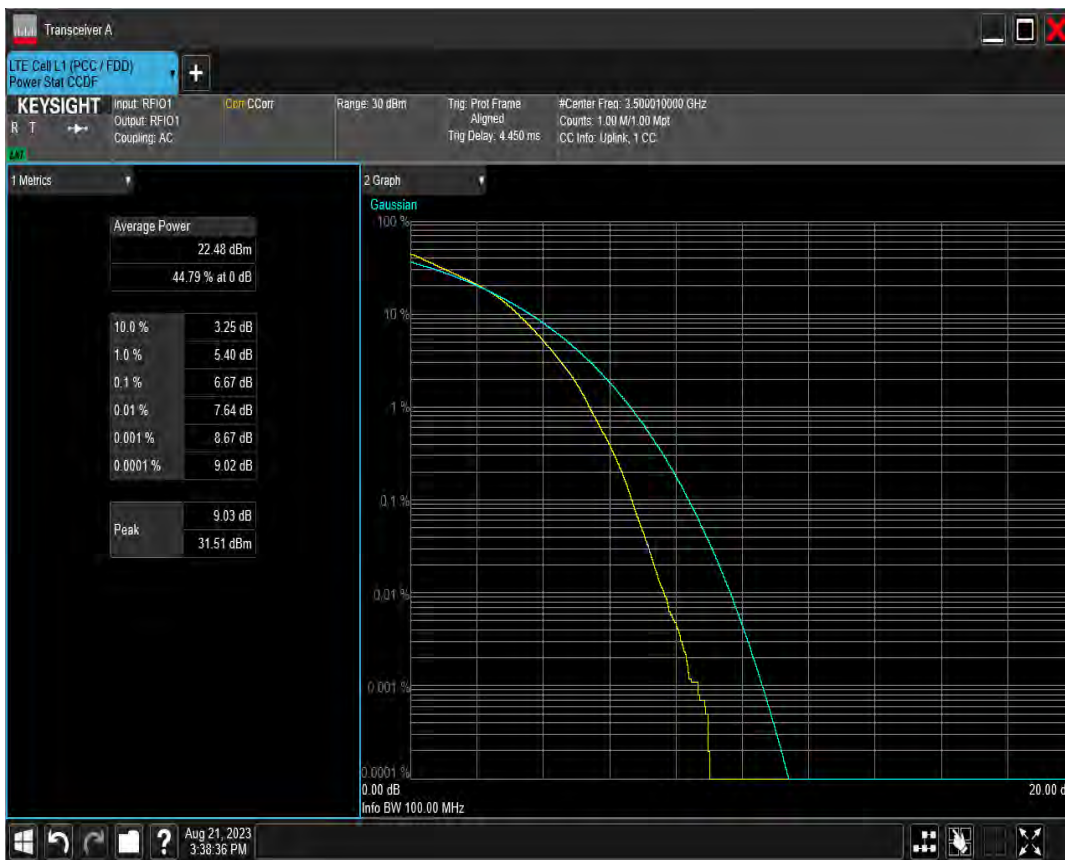 Transceiver A
LTE Cell L1 (PCC / FDD)
Power Stat CCDF
+
KEYSIGHT
R T
LNI
Input: RFIO1
Output: RFIO1
Coupling: AC
Corr CCorr
Range: 30 dBm
Trig: Prot Frame
Aligned
Trig Delay: 4.450 ms
#Center Freq: 3.500010000 GHz
Counts: 1.00 M/1.00 Mpt
CC Info: Uplink, 1 CC
1 Metrics
Average Power
22.48 dBm
44.79 % at 0 dB
10.0 % 3.25 dB
1.0 % 5.40 dB
0.1 % 6.67 dB
0.01 % 7.64 dB
0.001 % 8.67 dB
0.0001 % 9.02 dB
Peak
9.03 dB
31.51 dBm
2 Graph
Gaussian
100 %
10 %
1 %
0.1 %
0.01 %
0.001 %
0.0001 %
0.00 dB
20.00 d
Info BW 100.00 MHz
?
Aug 21, 2023
3:38:36 PM